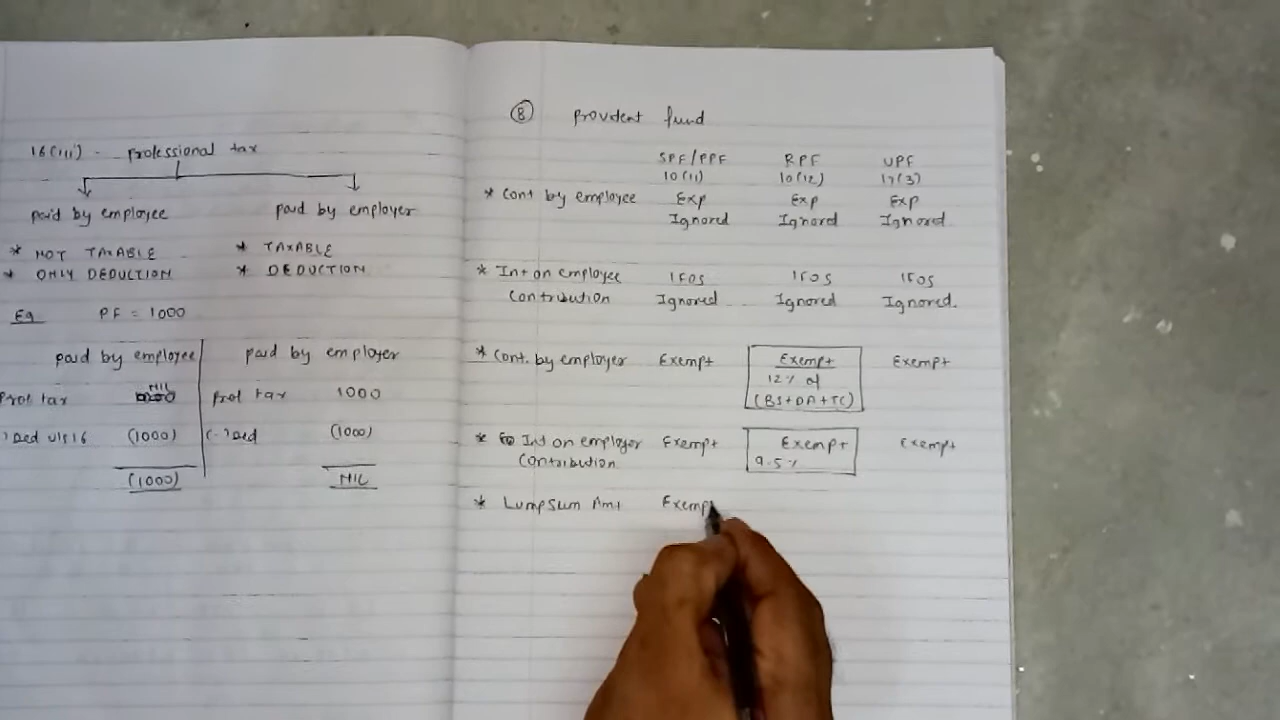 16(iii) - professional tax
paid by employee paid by employer
* NOT TAXABLE * TAXABLE
* ONLY DEDUCTION * DEDUCTION
Eg PF = 1000
paid by employee paid by employer
NIL
Prof tax prof tax 1000
Ded u/s 16 (1000) (-) Ded (1000)
(1000) NIL
8 Provident fund
SPF/PPF RPF UPF
10(11) 10(12) 17(3)
* Cont by employee Exp Exp Exp
Ignored Ignored Ignored
* Int on employee IFOS IFOS IFOS
Contribution Ignored Ignored Ignored
* Cont. by employer Exempt Exempt Exempt
12% of
(BS+DA+TC)
* Int on employer Exempt Exempt Exempt
Contribution 9.5%
* Lumpsum Amt Exemp